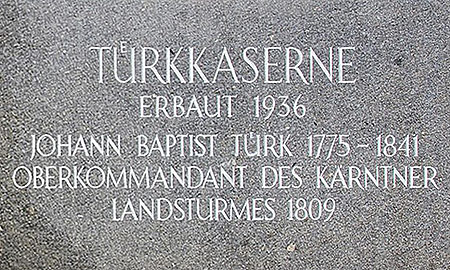 TÜRKKASERNE
ERBAUT 1936
JOHANN BAPTIST TÜRK 1775 - 1841
OBERKOMMANDANT DES KÄRNTNER
LANDSTURMES 1809